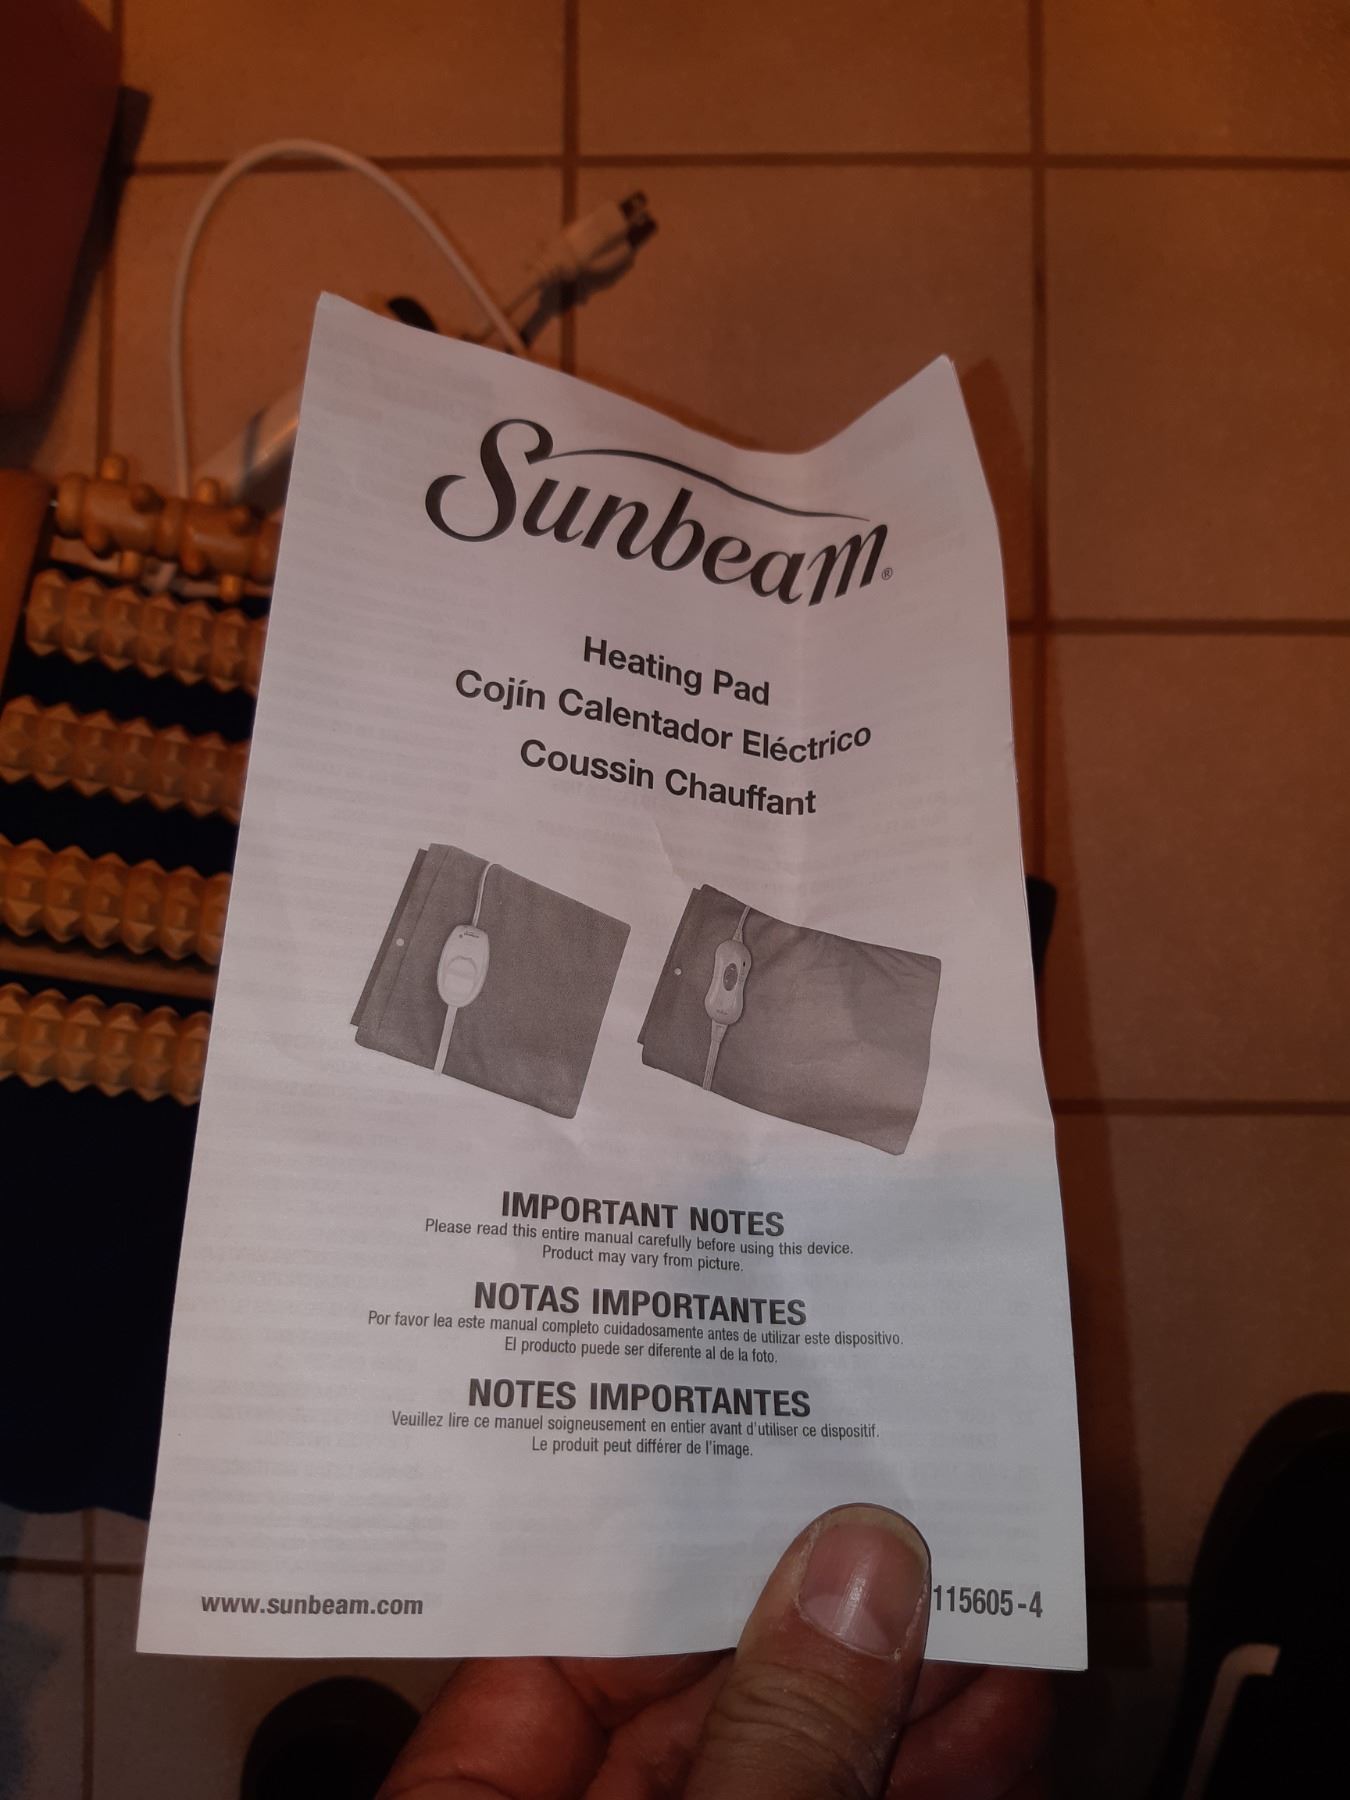 Sunbeam®
Heating Pad
Cojín Calentador Eléctrico
Coussin Chauffant
IMPORTANT NOTES
Please read this entire manual carefully before using this device.
Product may vary from picture.
NOTAS IMPORTANTES
Por favor lea este manual completo cuidadosamente antes de utilizar este dispositivo.
El producto puede ser diferente al de la foto.
NOTES IMPORTANTES
Veuillez lire ce manuel soigneusement en entier avant d'utiliser ce dispositif.
Le produit peut différer de l'image.
www.sunbeam.com
115605-4